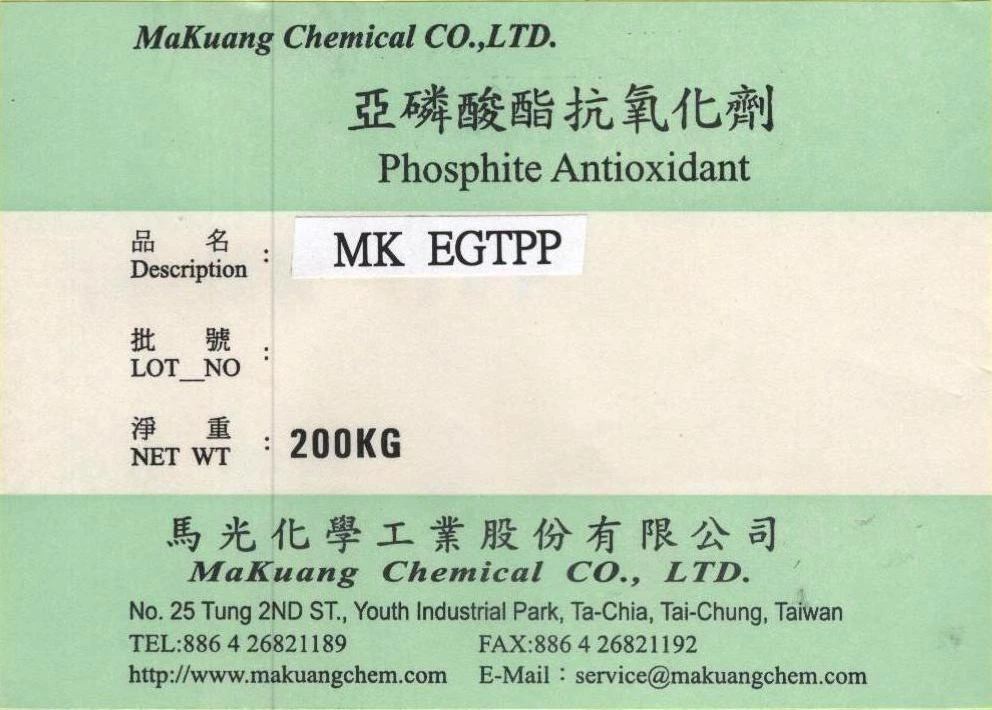 MaKuang Chemical CO.,LTD.
亞磷酸酯抗氧化劑
Phosphite Antioxidant
品名 : MK EGTPP
Description
批號 :
LOT__NO
淨重 : 200KG
NET WT
馬光化學工業股份有限公司
MaKuang Chemical CO., LTD.
No. 25 Tung 2ND ST., Youth Industrial Park, Ta-Chia, Tai-Chung, Taiwan
TEL:886 4 26821189 FAX:886 4 26821192
http://www.makuangchem.com E-Mail：service@makuangchem.com